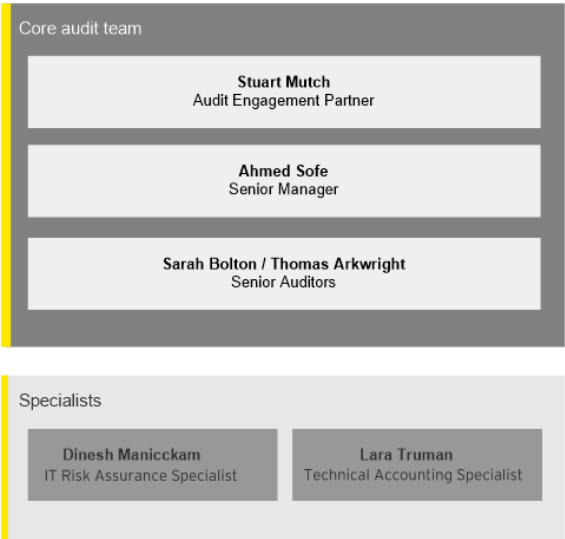 Core audit team
Stuart Mutch
Audit Engagement Partner
Ahmed Sofe
Senior Manager
Sarah Bolton / Thomas Arkwright
Senior Auditors
Specialists
Dinesh Manicckam
IT Risk Assurance Specialist
Lara Truman
Technical Accounting Specialist